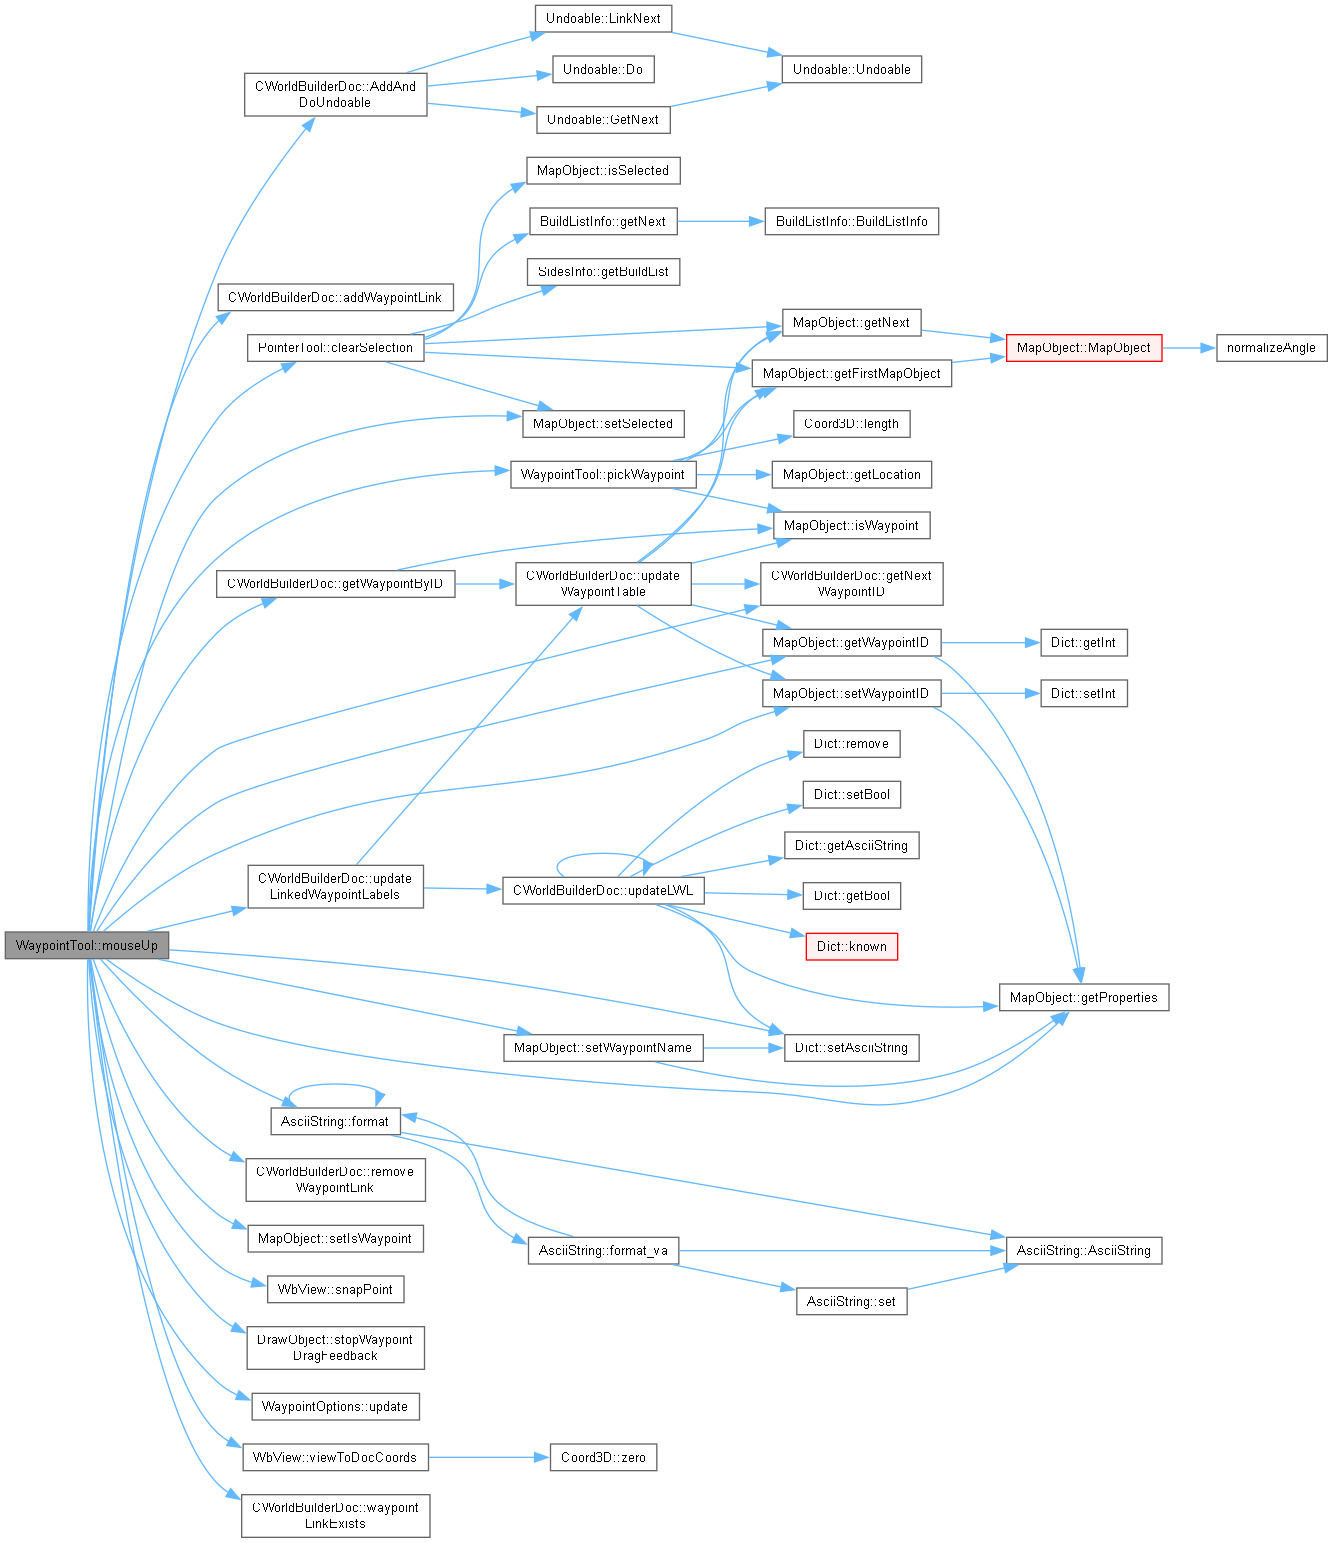 Undoable::LinkNext
CWorldBuilderDoc::AddAnd
DoUndoable
Undoable::Do
Undoable::Undoable
Undoable::GetNext
MapObject::isSelected
BuildListInfo::getNext
BuildListInfo::BuildListInfo
SidesInfo::getBuildList
CWorldBuilderDoc::addWaypointLink
MapObject::getNext
PointerTool::clearSelection
MapObject::MapObject
normalizeAngle
MapObject::getFirstMapObject
MapObject::setSelected
Coord3D::length
WaypointTool::pickWaypoint
MapObject::getLocation
MapObject::isWaypoint
CWorldBuilderDoc::getWaypointByID
CWorldBuilderDoc::update
WaypointTable
CWorldBuilderDoc::getNext
WaypointID
MapObject::getWaypointID
Dict::getInt
MapObject::setWaypointID
Dict::setInt
Dict::remove
Dict::setBool
Dict::getAsciiString
CWorldBuilderDoc::update
LinkedWaypointLabels
CWorldBuilderDoc::updateLWL
Dict::getBool
WaypointTool::mouseUp
Dict::known
MapObject::getProperties
MapObject::setWaypointName
Dict::setAsciiString
AsciiString::format
CWorldBuilderDoc::remove
WaypointLink
MapObject::setIsWaypoint
AsciiString::format_va
AsciiString::AsciiString
WbView::snapPoint
AsciiString::set
DrawObject::stopWaypoint
DragFeedback
WaypointOptions::update
WbView::viewToDocCoords
Coord3D::zero
CWorldBuilderDoc::waypoint
LinkExists